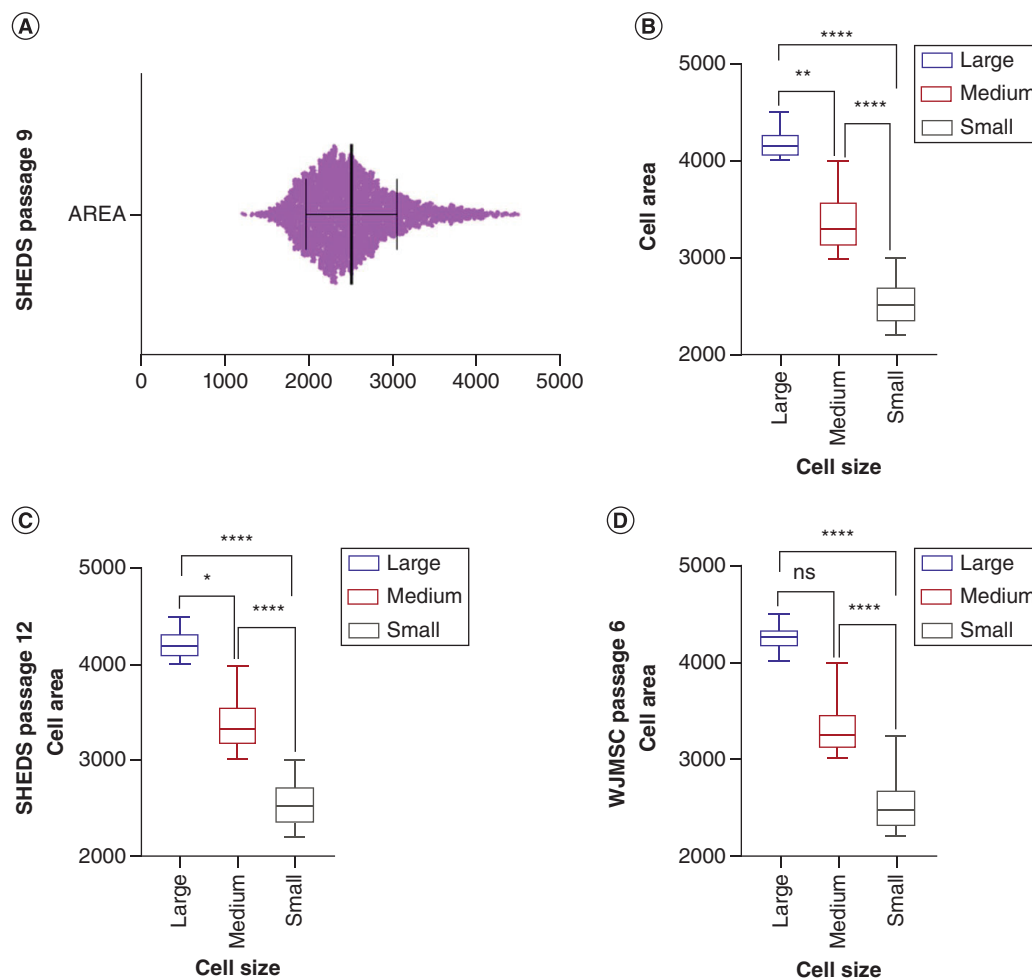 A
SHEDS passage 9
AREA
0 1000 2000 3000 4000 5000
B
Large
Medium
Small
****
**
****
5000
4000
3000
2000
Cell area
Large
Medium
Small
Cell size
C
Large
Medium
Small
****
*
****
5000
4000
3000
2000
SHEDS passage 12
Cell area
Large
Medium
Small
Cell size
D
Large
Medium
Small
****
ns
****
5000
4000
3000
2000
WJMSC passage 6
Cell area
Large
Medium
Small
Cell size